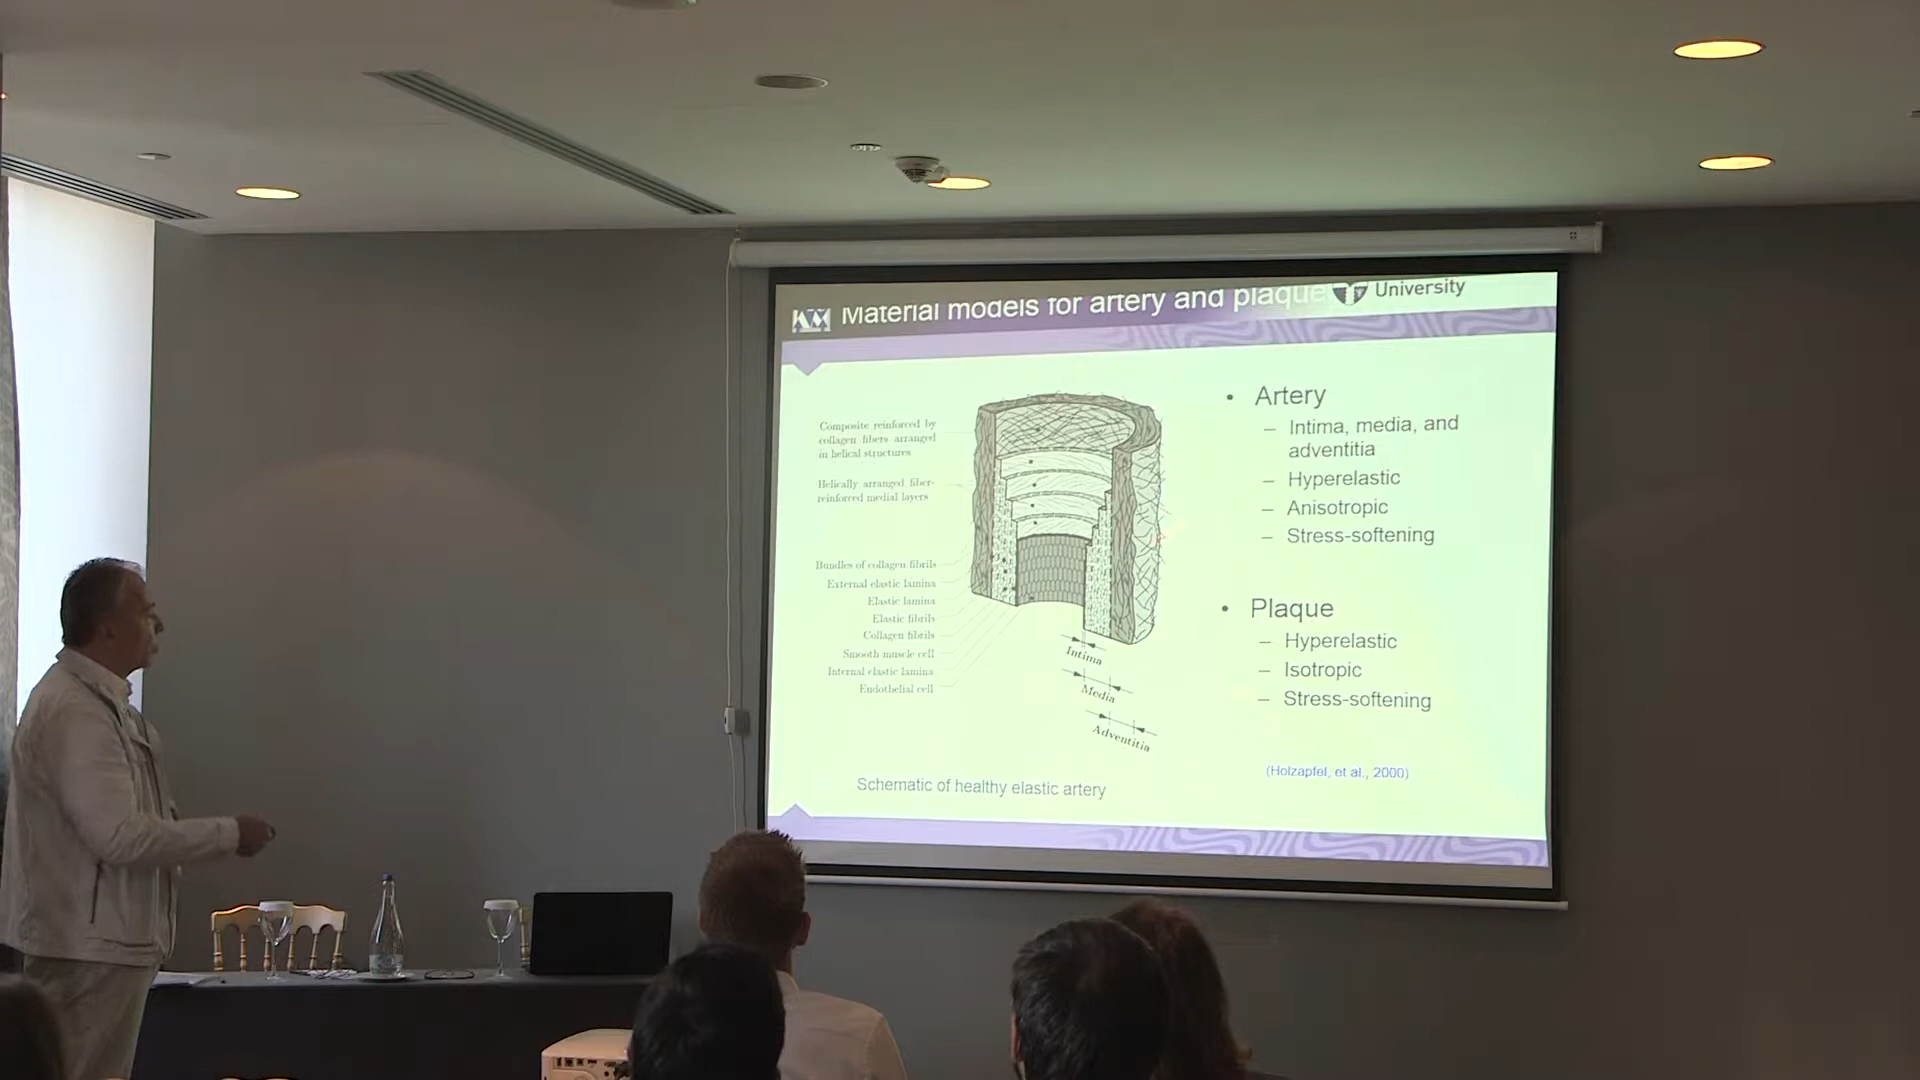 Material models for artery and plaque
University
Composite reinforced by
collagen fibers arranged
in helical structures
Helically arranged fiber-
reinforced medial layers
Bundles of collagen fibrils
External elastic lamina
Elastic lamina
Elastic fibrils
Collagen fibrils
Smooth muscle cell
Internal elastic lamina
Endothelial cell
Intima
Media
Adventitia
Schematic of healthy elastic artery
• Artery
– Intima, media, and
adventitia
– Hyperelastic
– Anisotropic
– Stress-softening
• Plaque
– Hyperelastic
– Isotropic
– Stress-softening
(Holzapfel, et al., 2000)